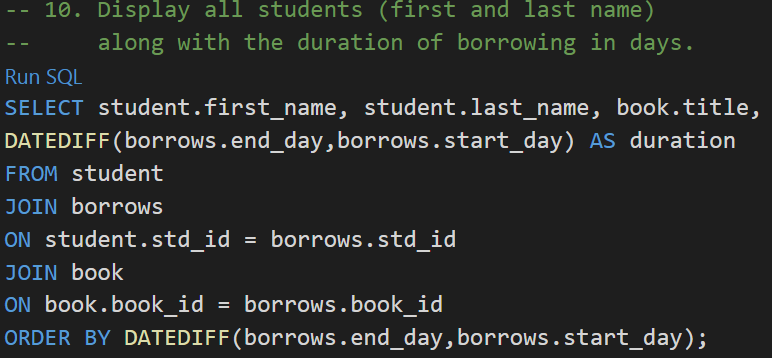 -- 10. Display all students (first and last name)
--     along with the duration of borrowing in days.
Run SQL
SELECT student.first_name, student.last_name, book.title,
DATEDIFF(borrows.end_day,borrows.start_day) AS duration
FROM student
JOIN borrows
ON student.std_id = borrows.std_id
JOIN book
ON book.book_id = borrows.book_id
ORDER BY DATEDIFF(borrows.end_day,borrows.start_day);